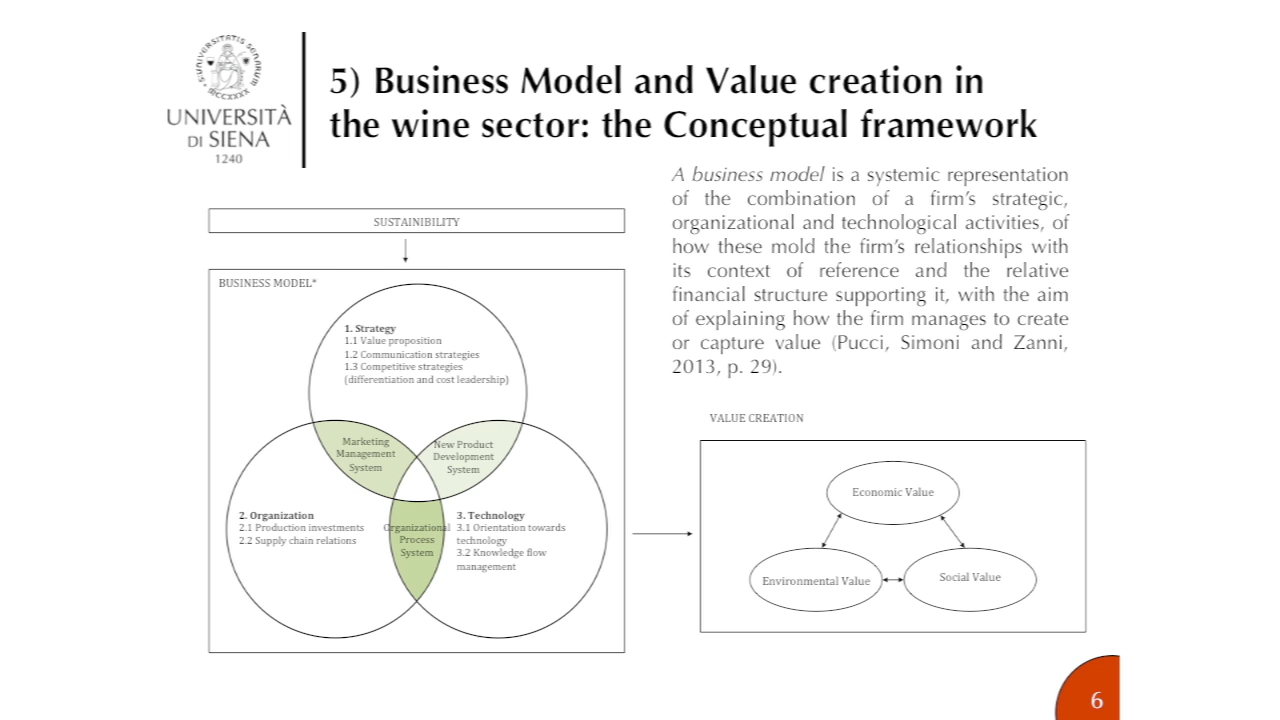 UNIVERSITÀ
DI SIENA
1240
5) Business Model and Value creation in
the wine sector: the Conceptual framework
A business model is a systemic representation
of the combination of a firm's strategic,
organizational and technological activities, of
how these mold the firm's relationships with
its context of reference and the relative
financial structure supporting it, with the aim
of explaining how the firm manages to create
or capture value (Pucci, Simoni and Zanni,
2013, p. 29).
SUSTAINIBILITY
BUSINESS MODEL*
1. Strategy
1.1 Value proposition
1.2 Communication strategies
1.3 Competitive strategies
(differentiation and cost leadership)
Marketing
Management
System
New Product
Development
System
2. Organization
2.1 Production investments
2.2 Supply chain relations
Organizational
Process
System
3. Technology
3.1 Orientation towards
technology
3.2 Knowledge flow
management
VALUE CREATION
Economic Value
Environmental Value
Social Value
6